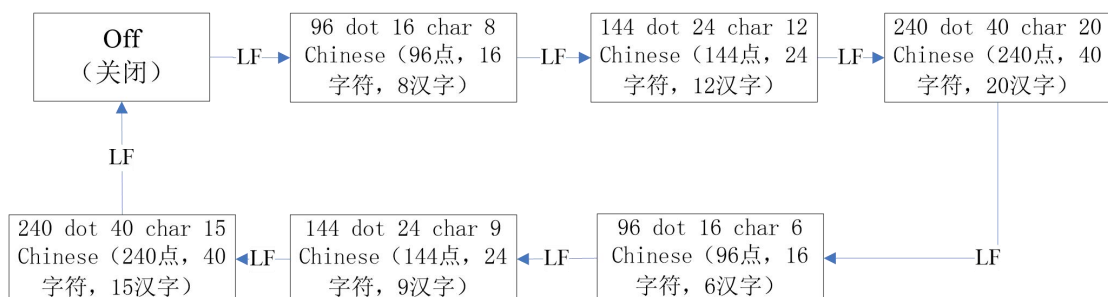 Off
（关闭）
LF
96 dot 16 char 8
Chinese（96点，16
字符，8汉字）
LF
144 dot 24 char 12
Chinese（144点，24
字符，12汉字）
LF
240 dot 40 char 20
Chinese（240点，40
字符，20汉字）
LF
96 dot 16 char 6
Chinese（96点，16
字符，6汉字）
LF
144 dot 24 char 9
Chinese（144点，24
字符，9汉字）
LF
240 dot 40 char 15
Chinese（240点，40
字符，15汉字）
LF